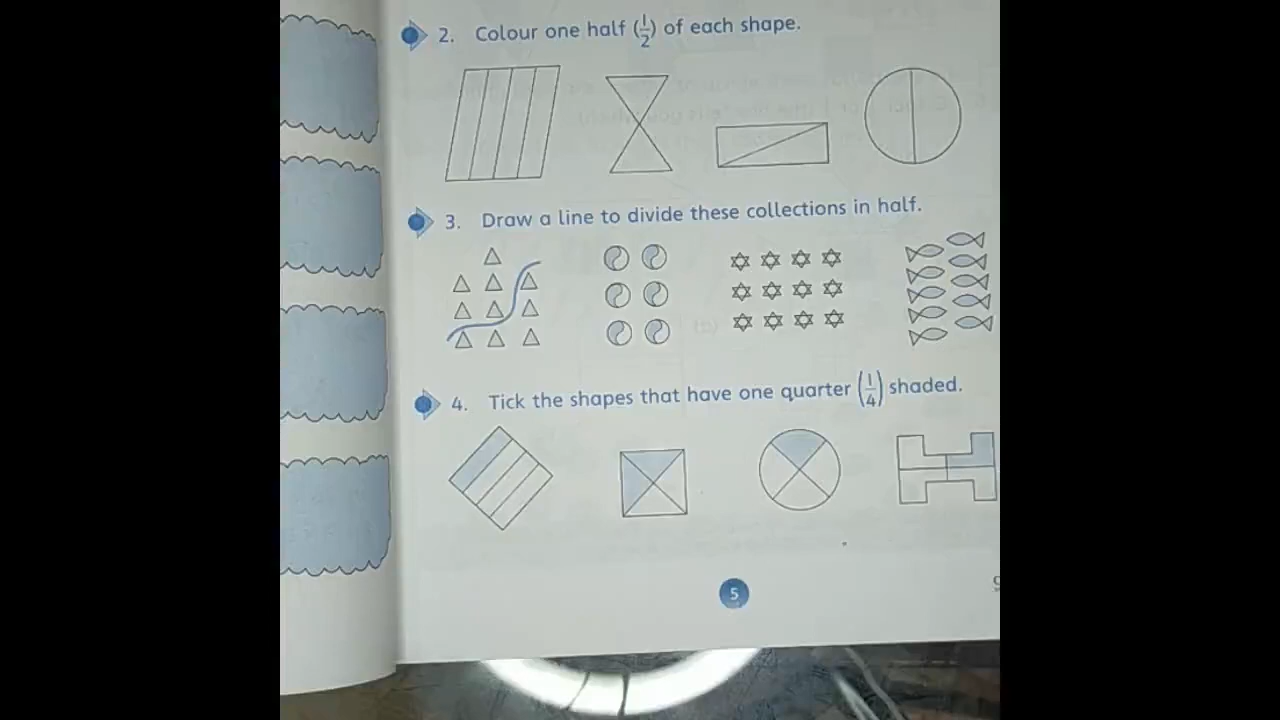 2. Colour one half (1/2) of each shape.
3. Draw a line to divide these collections in half.
4. Tick the shapes that have one quarter (1/4) shaded.
5